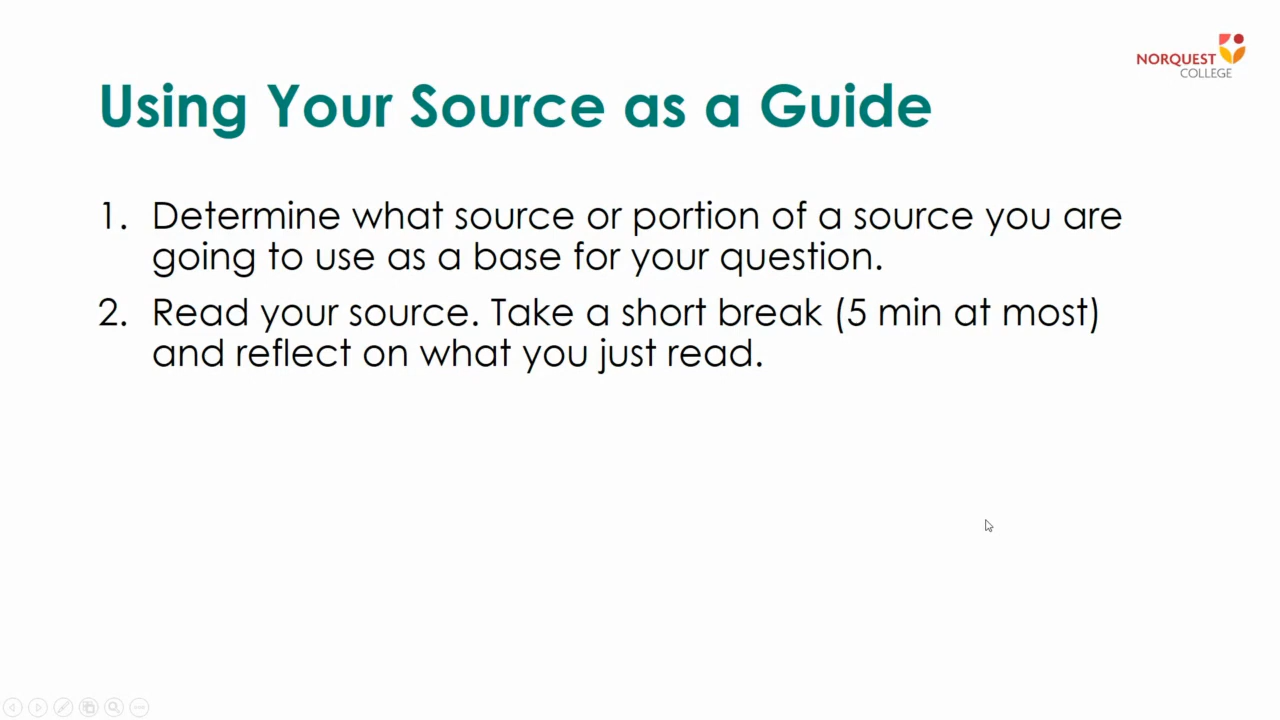 NORQUEST
COLLEGE
Using Your Source as a Guide
1. Determine what source or portion of a source you are
going to use as a base for your question.
2. Read your source. Take a short break (5 min at most)
and reflect on what you just read.